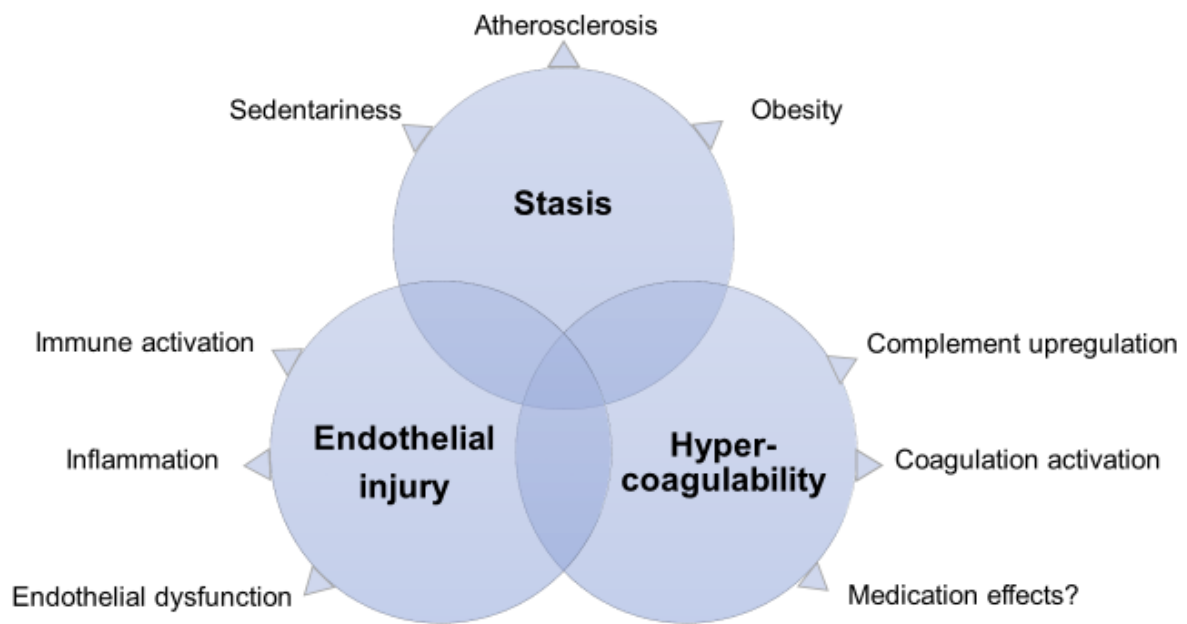 Atherosclerosis
Sedentariness
Obesity
Stasis
Immune activation
Complement upregulation
Endothelial
injury
Hyper-
coagulability
Inflammation
Coagulation activation
Endothelial dysfunction
Medication effects?